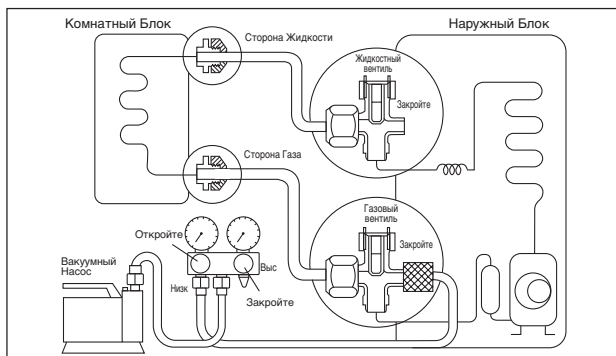 Комнатный Блок
Наружный Блок
Сторона Жидкости
Жидкостный
вентиль
Закройте
Сторона Газа
Газовый
вентиль
Закройте
Откройте
Вакуумный
Насос
Выс
Низк
Закройте